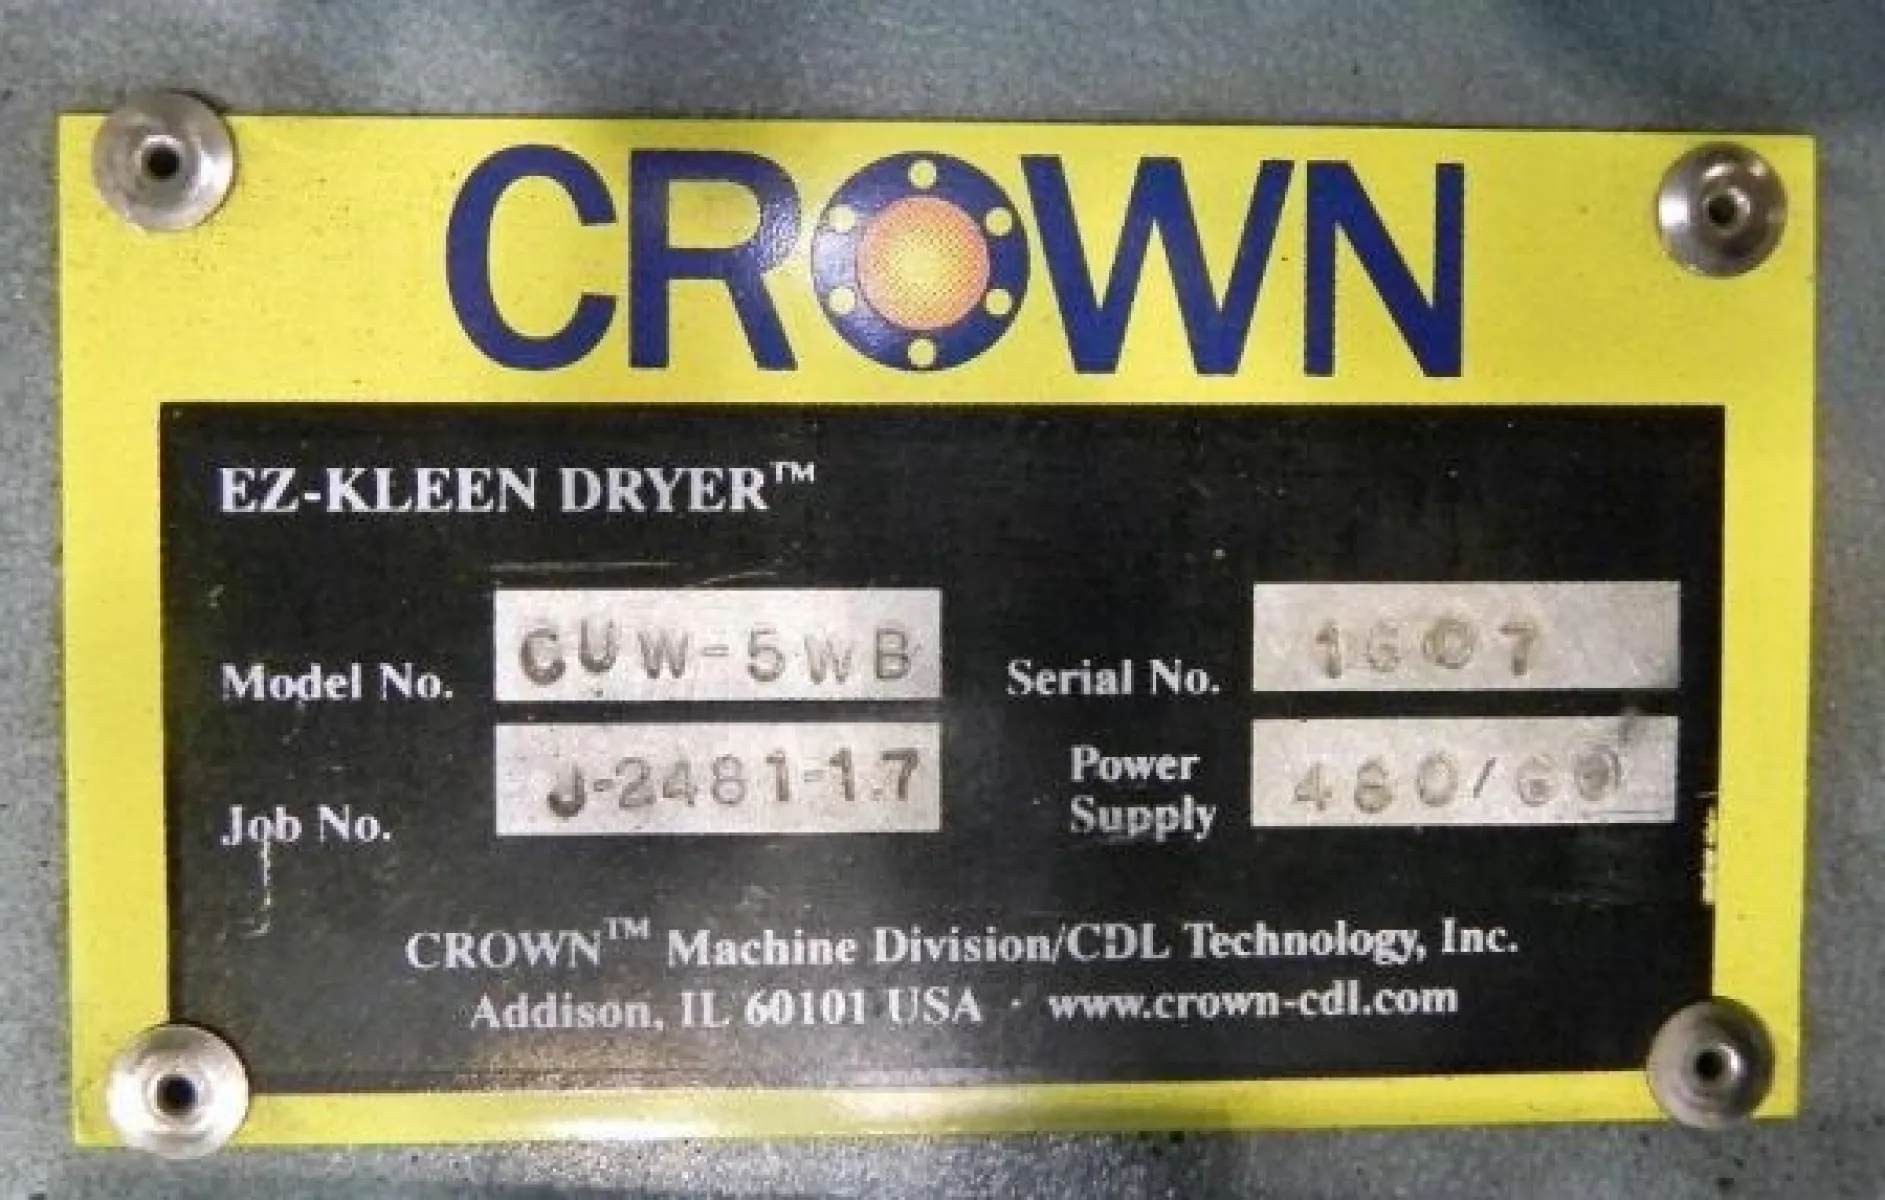 CROWN
EZ-KLEEN DRYER™
Model No. CUW-5WB
Serial No. 1607
Job No. J-2481-17
Power Supply 480/60
CROWN™ Machine Division/CDL Technology, Inc.
Addison, IL 60101 USA · www.crown-cdl.com